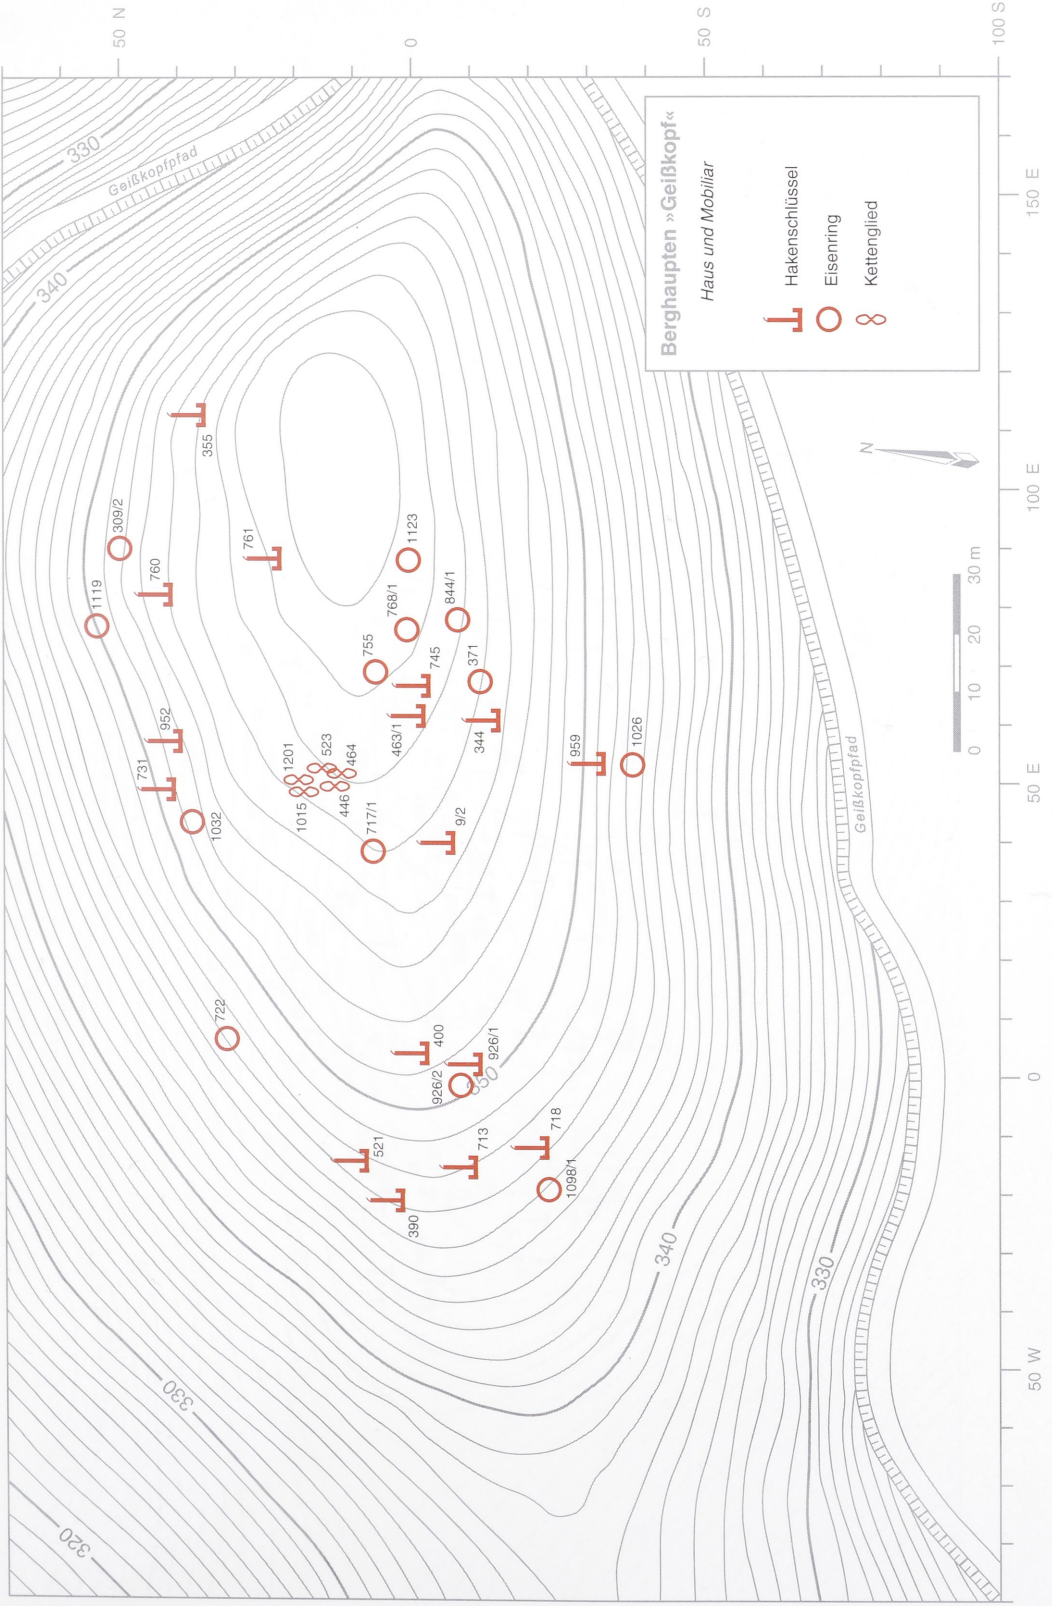 Berghaupten »Geißkopf«
Haus und Mobiliar
Hakenschlüssel
Eisenring
Kettenglied
50 N
0
50 S
100 S
150 E
100 E
50 E
0
50 W
N
0 10 20 30 m
Geißkopfpfad
Geißkopfpfad
330
340
350
340
330
330
320
355
309/2
1119
760
761
1123
768/1
844/1
755
745
371
463/1
344
952
731
1032
1201
523
464
1015
446
717/1
9/2
959
1026
722
400
926/2
926/1
521
713
718
390
1098/1